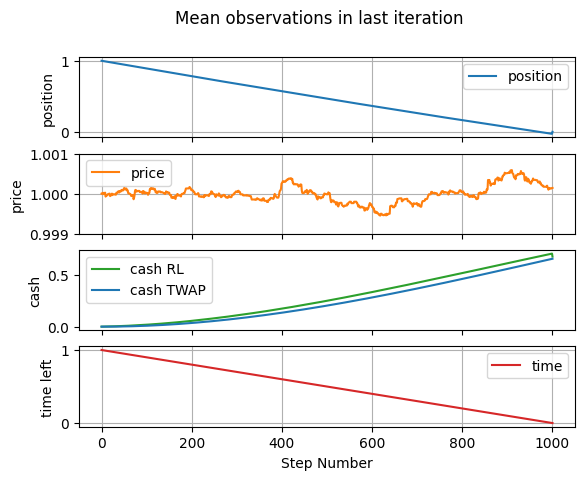 Mean observations in last iteration
position
1
0
position
price
1.001
1.000
0.999
price
cash
0.5
0.0
cash RL
cash TWAP
time left
1
0
time
0 200 400 600 800 1000
Step Number